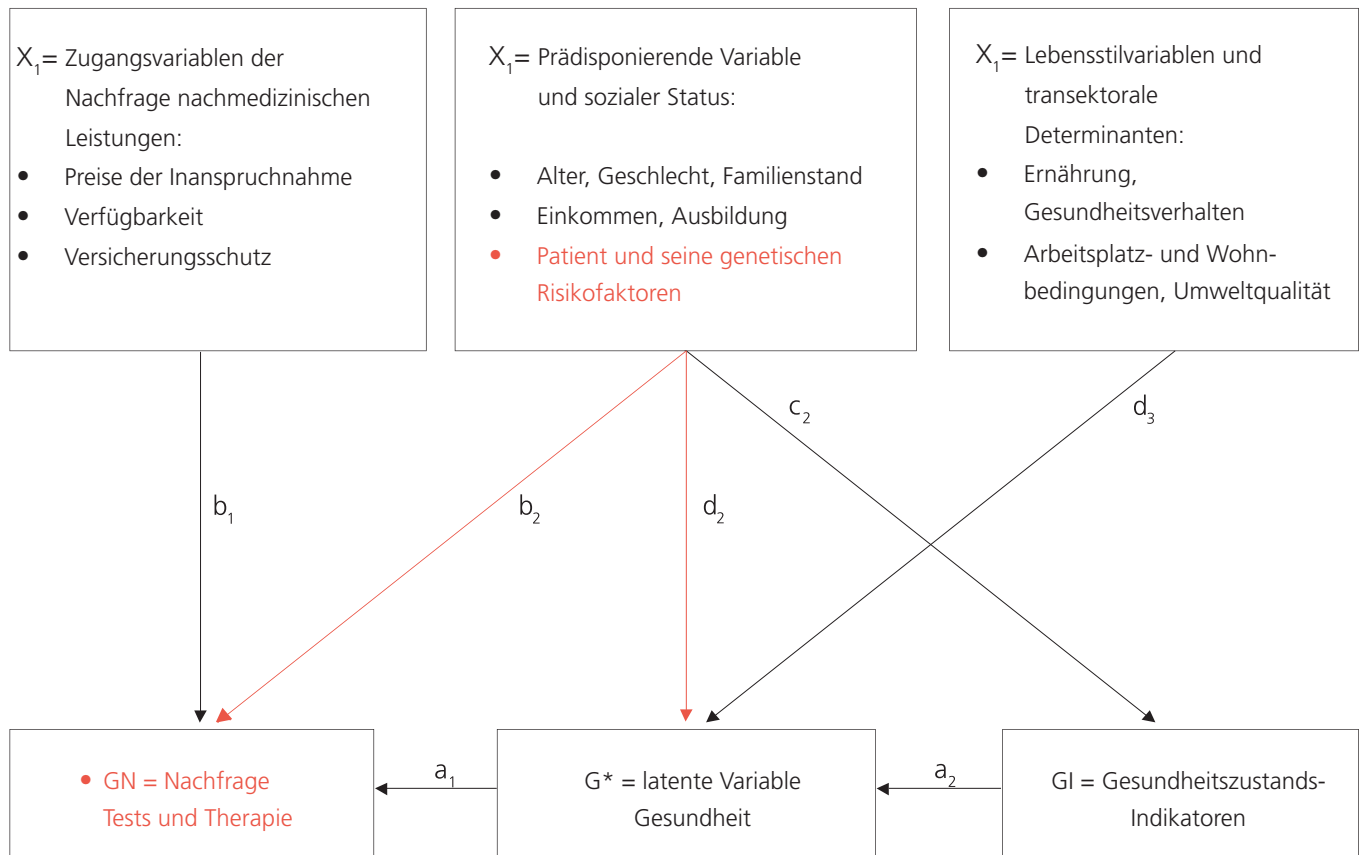 X₁= Zugangsvariablen der
Nachfrage nachmedizinischen
Leistungen:
• Preise der Inanspruchnahme
• Verfügbarkeit
• Versicherungsschutz
X₁= Prädisponierende Variable
und sozialer Status:
• Alter, Geschlecht, Familienstand
• Einkommen, Ausbildung
• Patient und seine genetischen
Risikofaktoren
X₁= Lebensstilvariablen und
transektorale
Determinanten:
• Ernährung,
Gesundheitsverhalten
• Arbeitsplatz- und Wohn-
bedingungen, Umweltqualität
c₂
d₃
b₁
b₂
d₂
• GN = Nachfrage
Tests und Therapie
a₁
G* = latente Variable
Gesundheit
a₂
GI = Gesundheitszustands-
Indikatoren